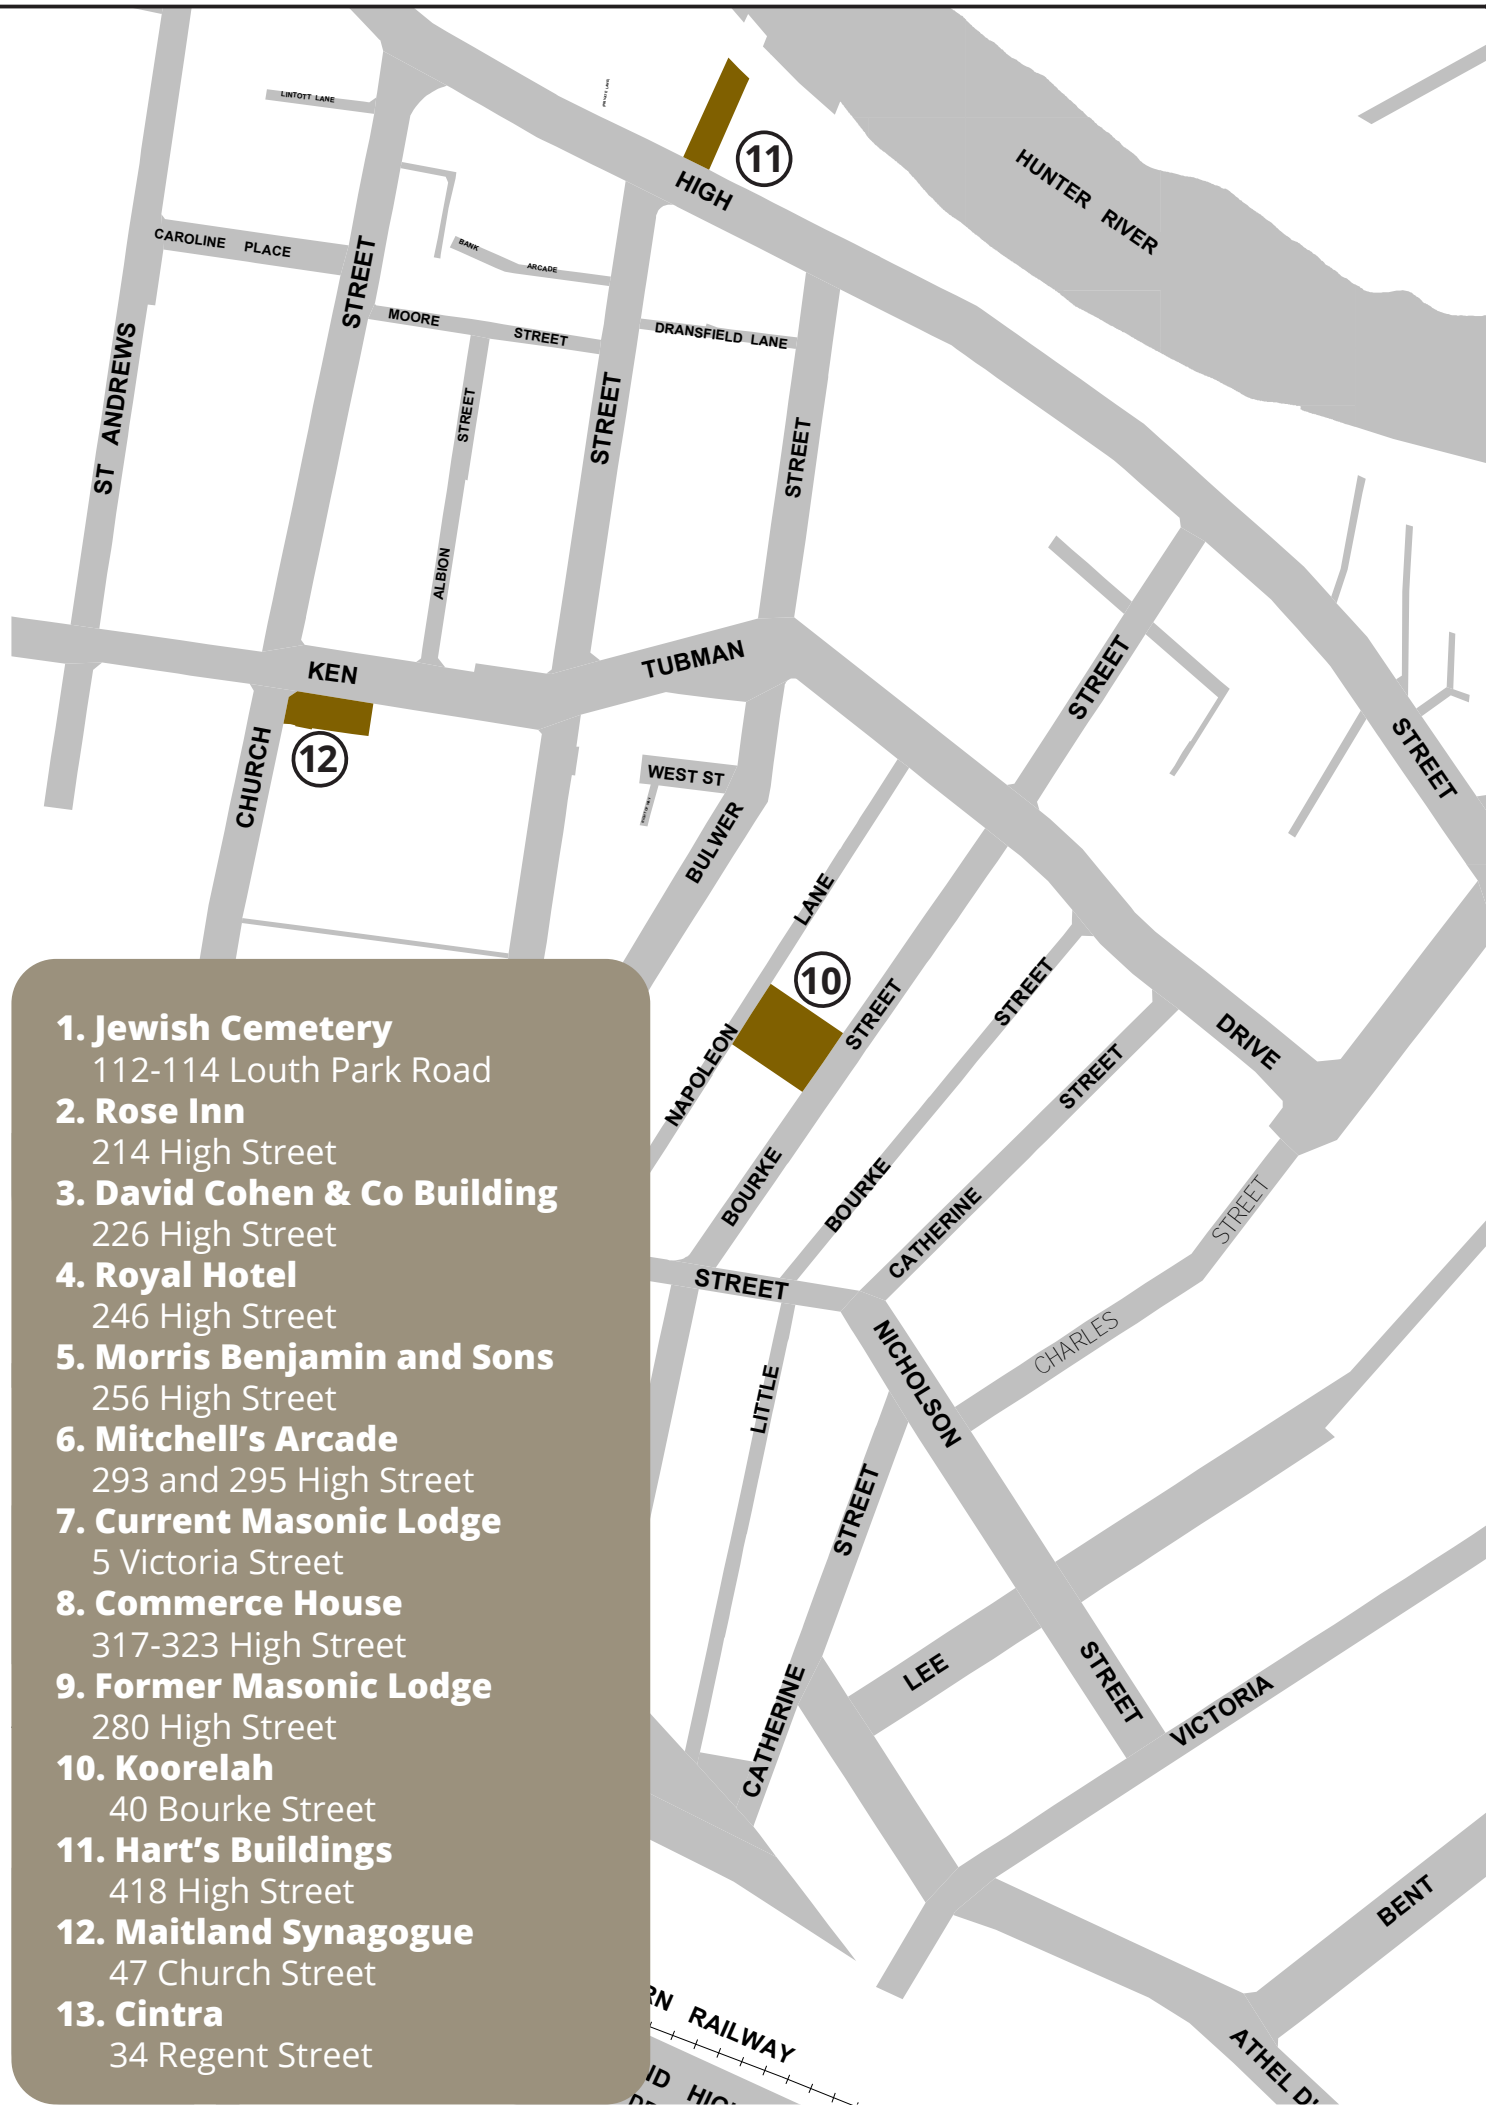 LINTOTT LANE
11
HIGH
HUNTER RIVER
CAROLINE PLACE
STREET
BANK
ARCADE
MOORE
STREET
DRANSFIELD LANE
ST ANDREWS
STREET
STREET
STREET
ALBION
STREET
STREET
KEN
TUBMAN
12
CHURCH
WEST ST
BULWER
LANE
10
NAPOLEON
STREET
STREET
DRIVE
STREET
BOURKE
BOURKE
CATHERINE
STREET
CHARLES
STREET
NICHOLSON
LITTLE
STREET
LEE
STREET
VICTORIA
CATHERINE
BENT
RN RAILWAY
ATHEL D
ND HIG
1. Jewish Cemetery
112-114 Louth Park Road
2. Rose Inn
214 High Street
3. David Cohen & Co Building
226 High Street
4. Royal Hotel
246 High Street
5. Morris Benjamin and Sons
256 High Street
6. Mitchell’s Arcade
293 and 295 High Street
7. Current Masonic Lodge
5 Victoria Street
8. Commerce House
317-323 High Street
9. Former Masonic Lodge
280 High Street
10. Koorelah
40 Bourke Street
11. Hart’s Buildings
418 High Street
12. Maitland Synagogue
47 Church Street
13. Cintra
34 Regent Street